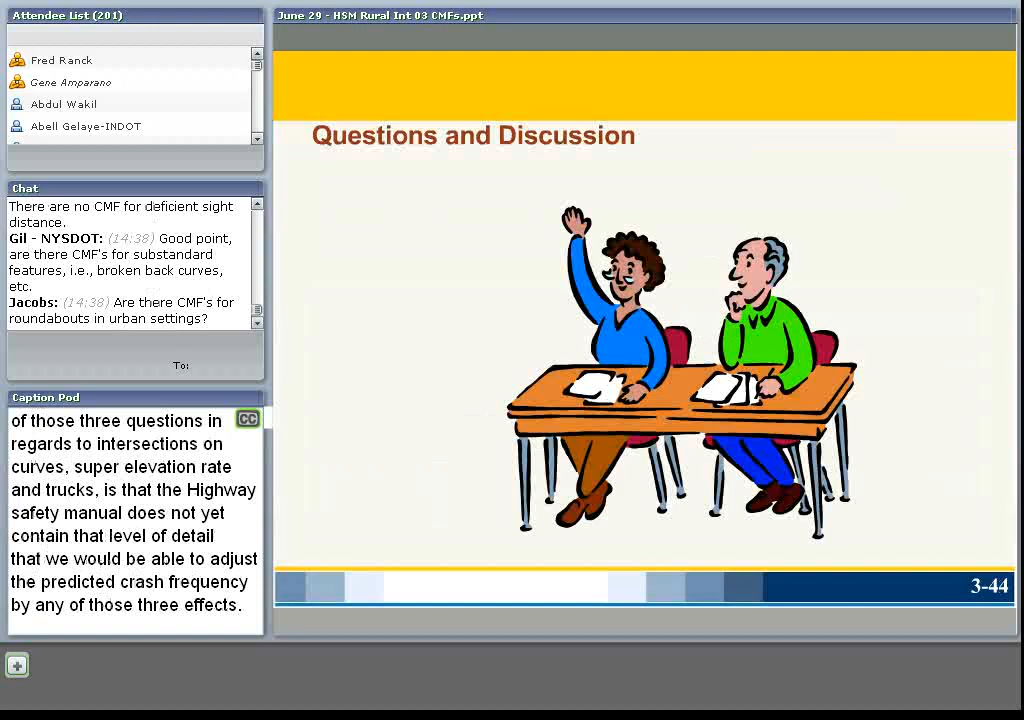 Attendee List (201)
Fred Ranck
Gene Amparano
Abdul Wakil
Abell Gelaye-INDOT
Chat
There are no CMF for deficient sight
distance.
Gil - NYSDOT: (14:38) Good point,
are there CMF's for substandard
features, i.e., broken back curves,
etc.
Jacobs: (14:38) Are there CMF's for
roundabouts in urban settings?
To:
Caption Pod
of those three questions in
CC
regards to intersections on
curves, super elevation rate
and trucks, is that the Highway
safety manual does not yet
contain that level of detail
that we would be able to adjust
the predicted crash frequency
by any of those three effects.
June 29 - HSM Rural Int 03 CMFs.ppt
Questions and Discussion
3-44